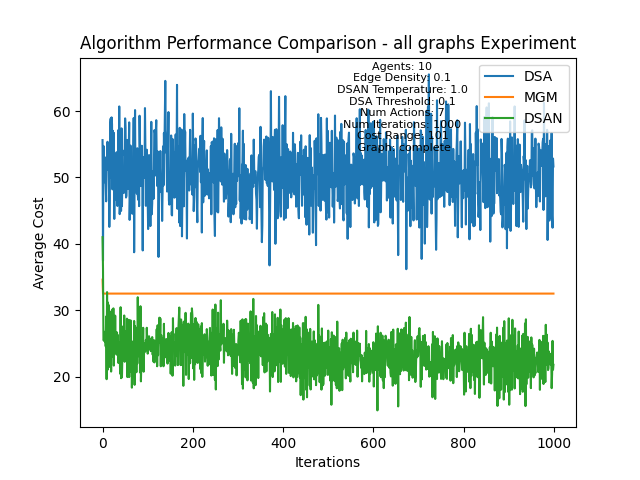 Algorithm Performance Comparison - all graphs Experiment
Agents: 10
Edge Density: 0.1
DSAN Temperature: 1.0
DSA Threshold: 0.1
Num Actions: 7
Num Iterations: 1000
Cost Range: 101
Graph: complete
DSA
MGM
DSAN
Average Cost
60
50
40
30
20
0
200
400
600
800
1000
Iterations